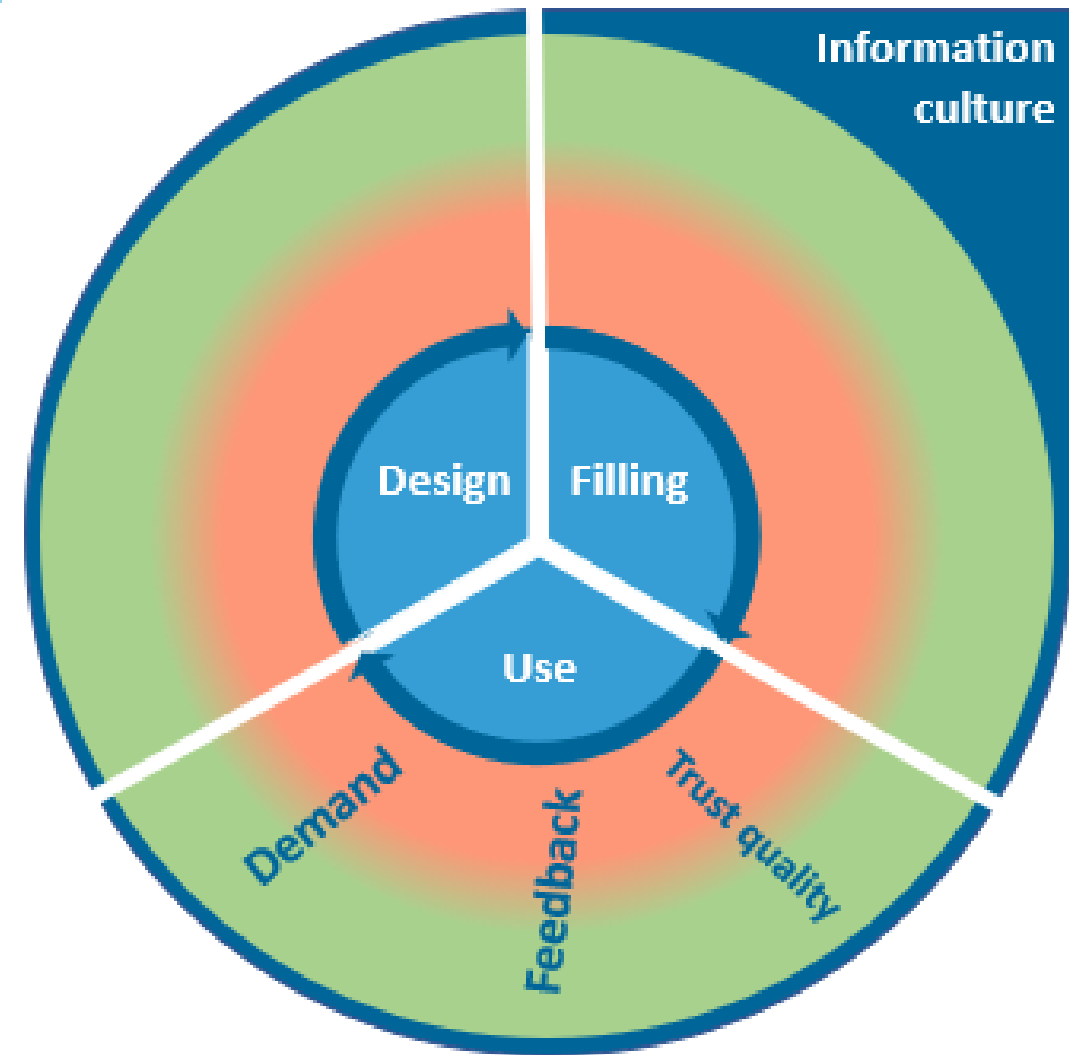 Information
culture
Design
Filling
Use
Demand
Feedback
Trust quality